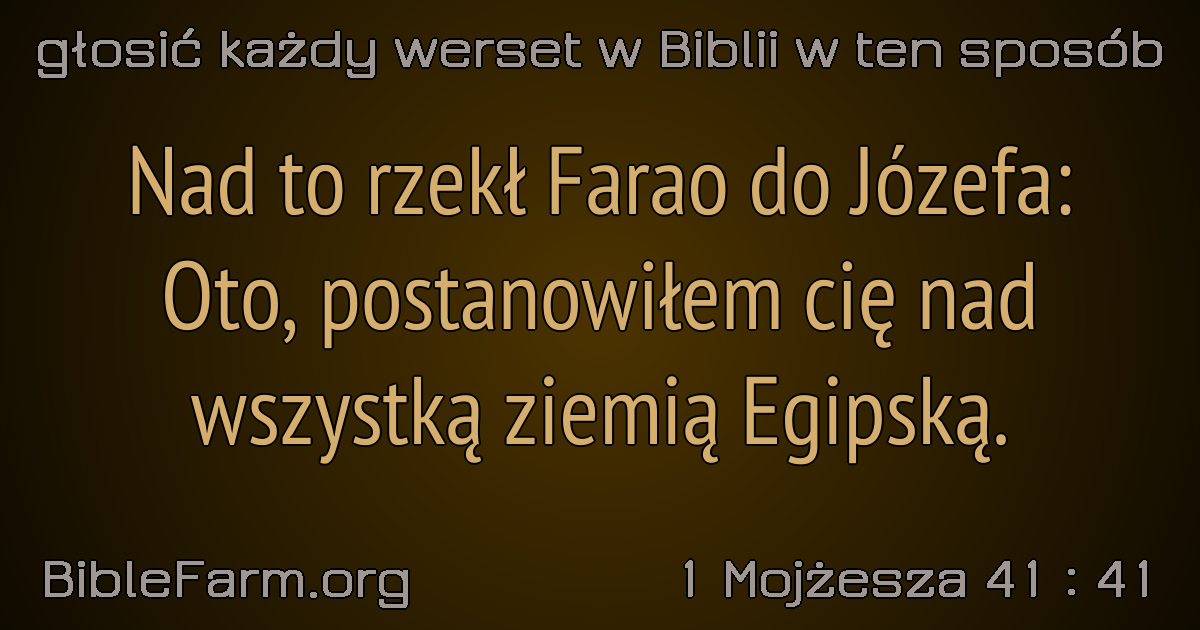 głosić każdy werset w Biblii w ten sposób
Nad to rzekł Farao do Józefa:
Oto, postanowiłem cię nad
wszystką ziemią Egipską.
BibleFarm.org
1 Mojżesza 41 : 41